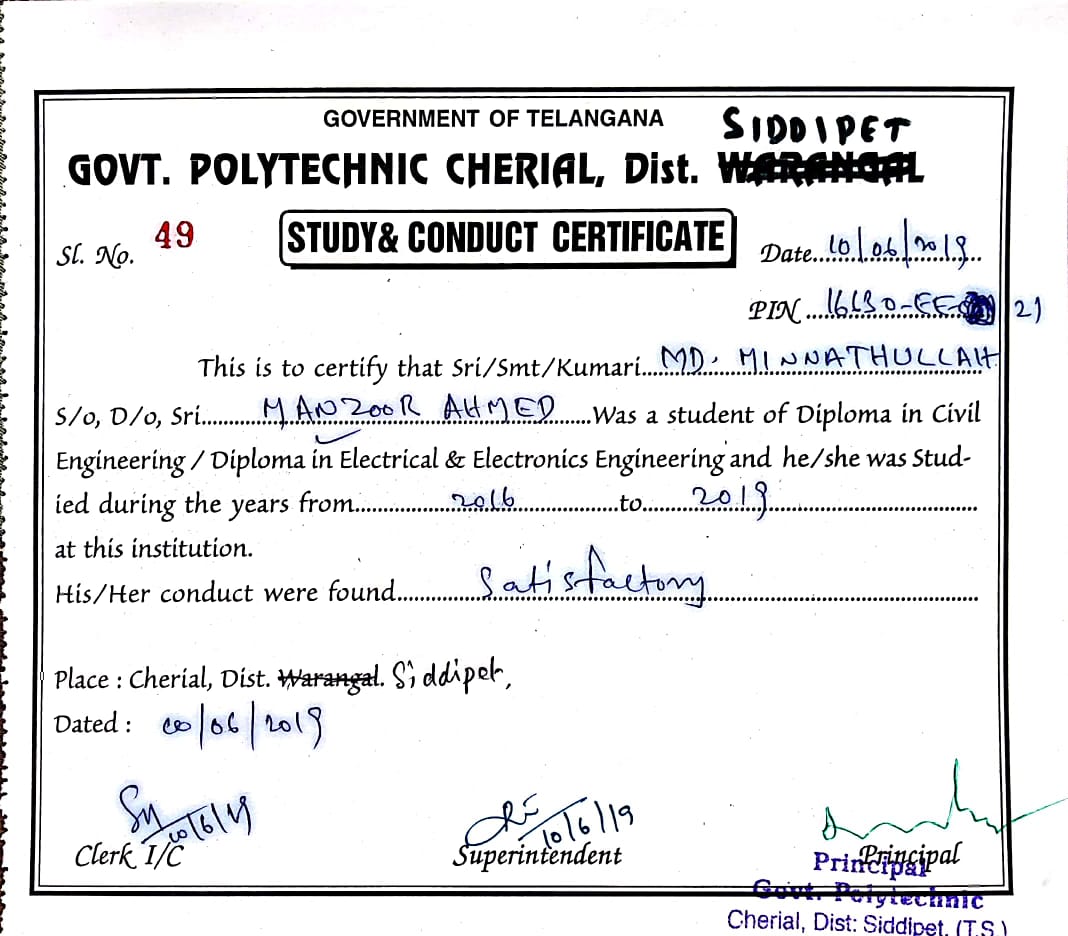 GOVERNMENT OF TELANGANA
SIDDIPET
GOVT. POLYTECHNIC CHERIAL, Dist. WARANGAL
Sl. No. 49
STUDY& CONDUCT CERTIFICATE
Date....10/06/2019..
PIN....16630-EE- 21
This is to certify that Sri/Smt/Kumari....MD. MINNATHULLAH
S/o, D/o, Sri.........MANZOOR AHMED......Was a student of Diploma in Civil
Engineering / Diploma in Electrical & Electronics Engineering and he/she was Stud-
ied during the years from..............2016..............to........2019..............................
at this institution.
His/Her conduct were found...........Satisfactory.......................................
Place : Cherial, Dist. Warangal. Siddipet,
Dated : 10/06/2019
10/6/19
10/6/19
Clerk I/C
Superintendent
Principal
Principal
Govt. Polytechnic
Cherial, Dist: Siddipet. (T.S.)